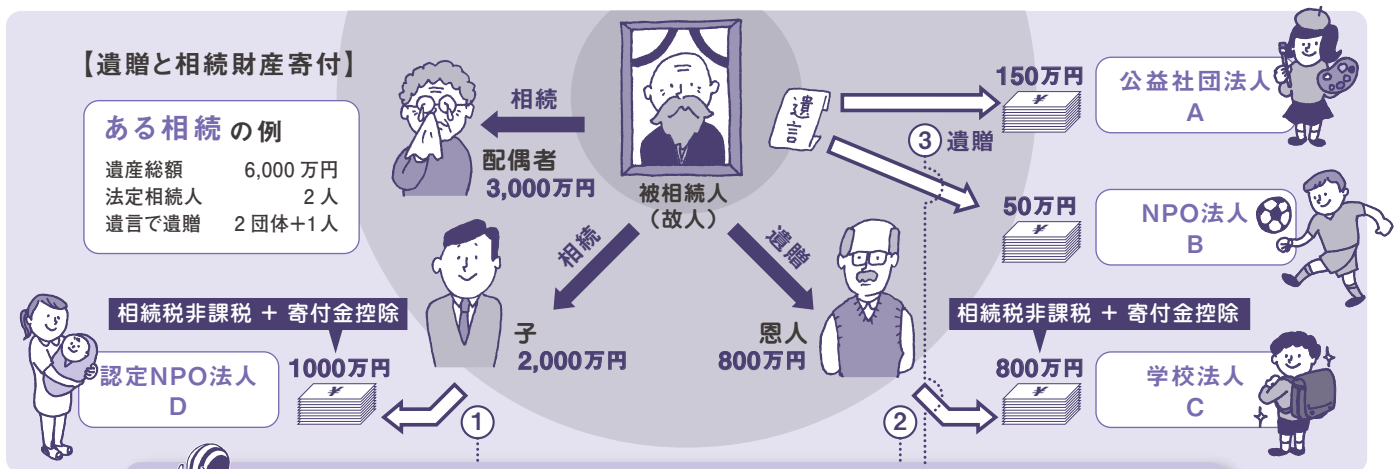 【遺贈と相続財産寄付】
ある相続 の例
遺産総額 6,000 万円
法定相続人 2 人
遺言で遺贈 2 団体+1 人
相続
配偶者
3,000万円
被相続人
（故人）
遺言
150万円
公益社団法人
A
③ 遺贈
50万円
NPO法人
B
相続
遺贈
子
2,000万円
恩人
800万円
相続税非課税 + 寄付金控除
1000万円
認定NPO法人
D
①
相続税非課税 + 寄付金控除
800万円
学校法人
C
②
¥
¥
¥
¥